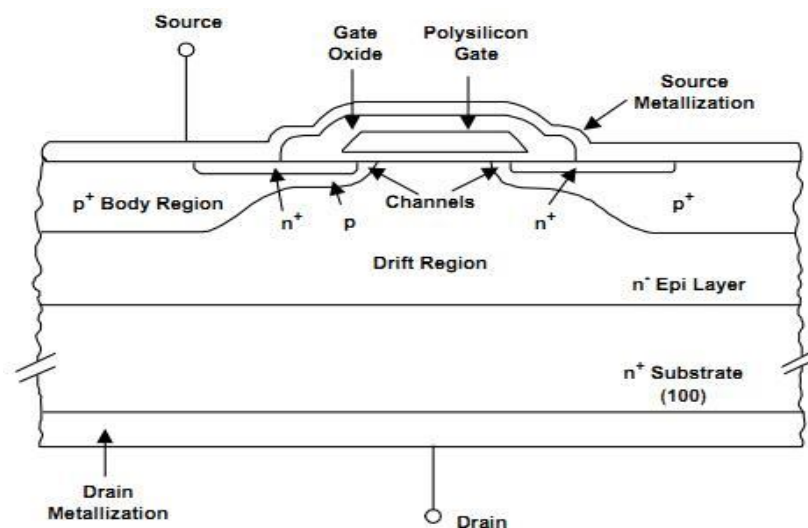 Source
Gate
Oxide
Polysilicon
Gate
Source
Metallization
p+ Body Region
n+
p
Channels
n+
p+
Drift Region
n- Epi Layer
n+ Substrate
(100)
Drain
Metallization
Drain